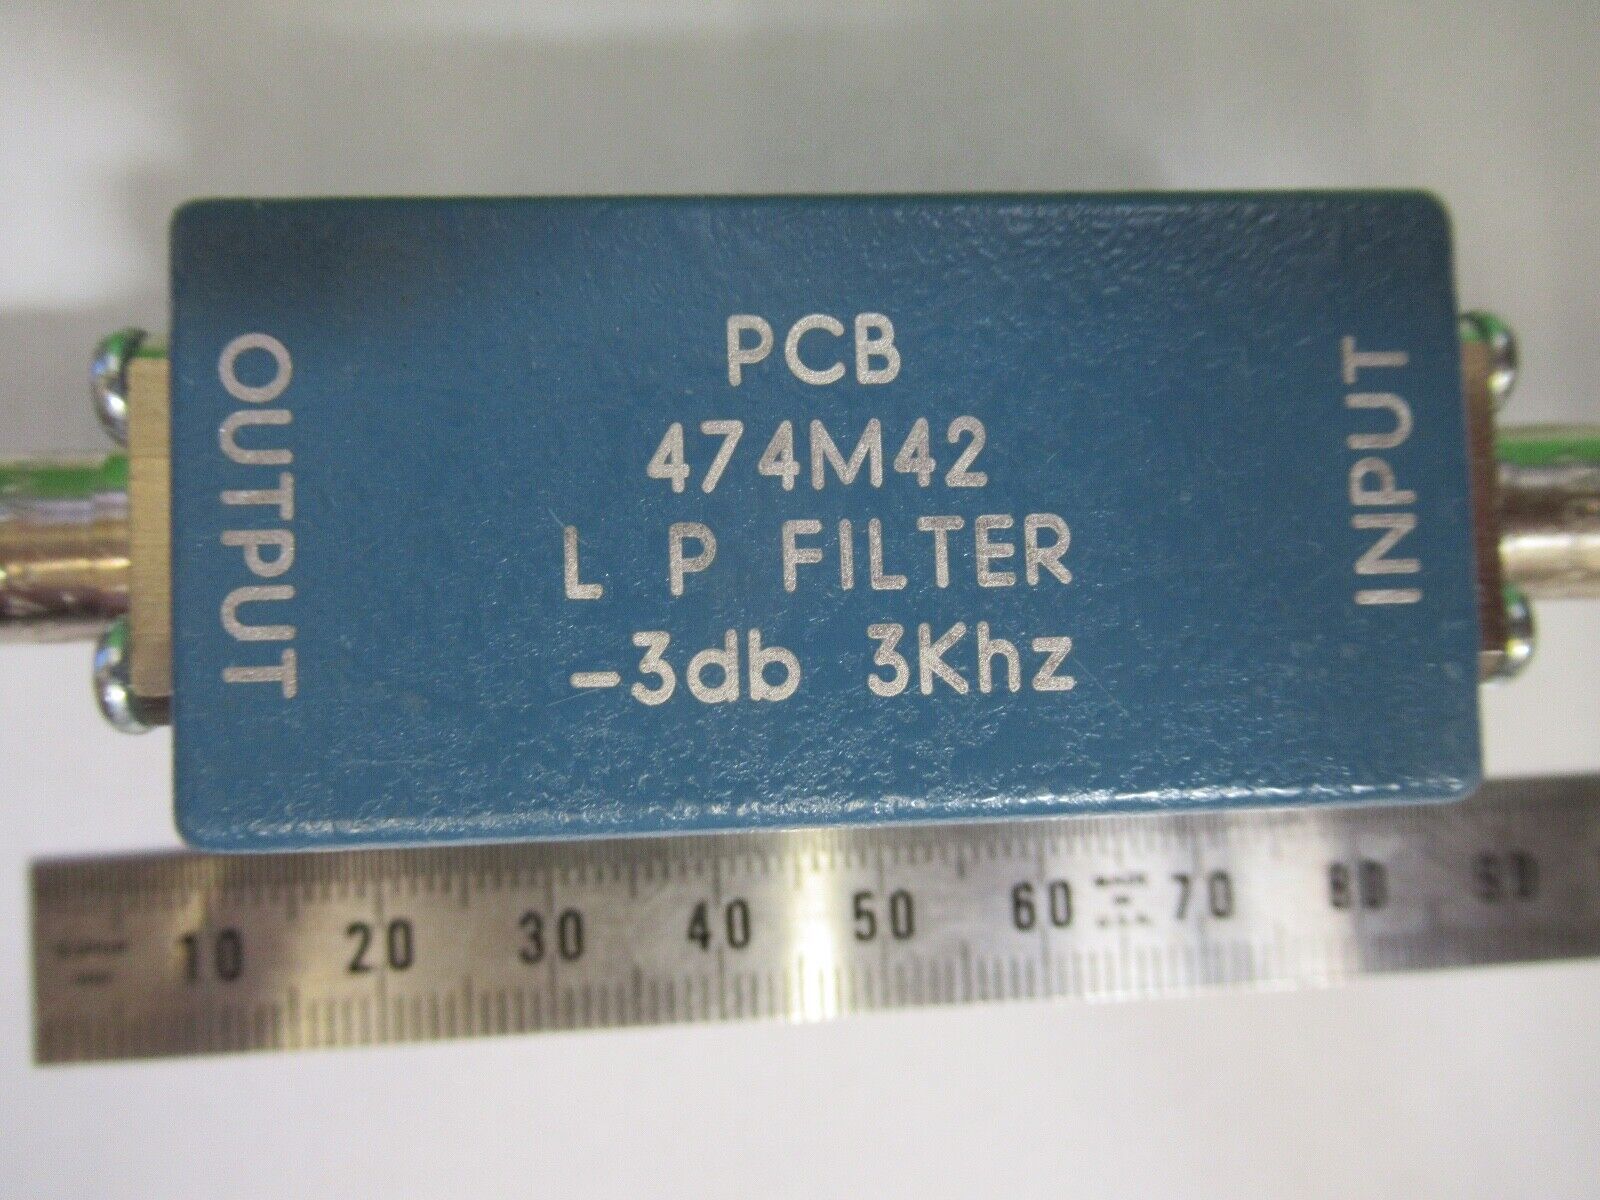 PCB
474M42
L P FILTER
-3db 3Khz
OUTPUT
INPUT
10 20 30 40 50 60 70 80 90